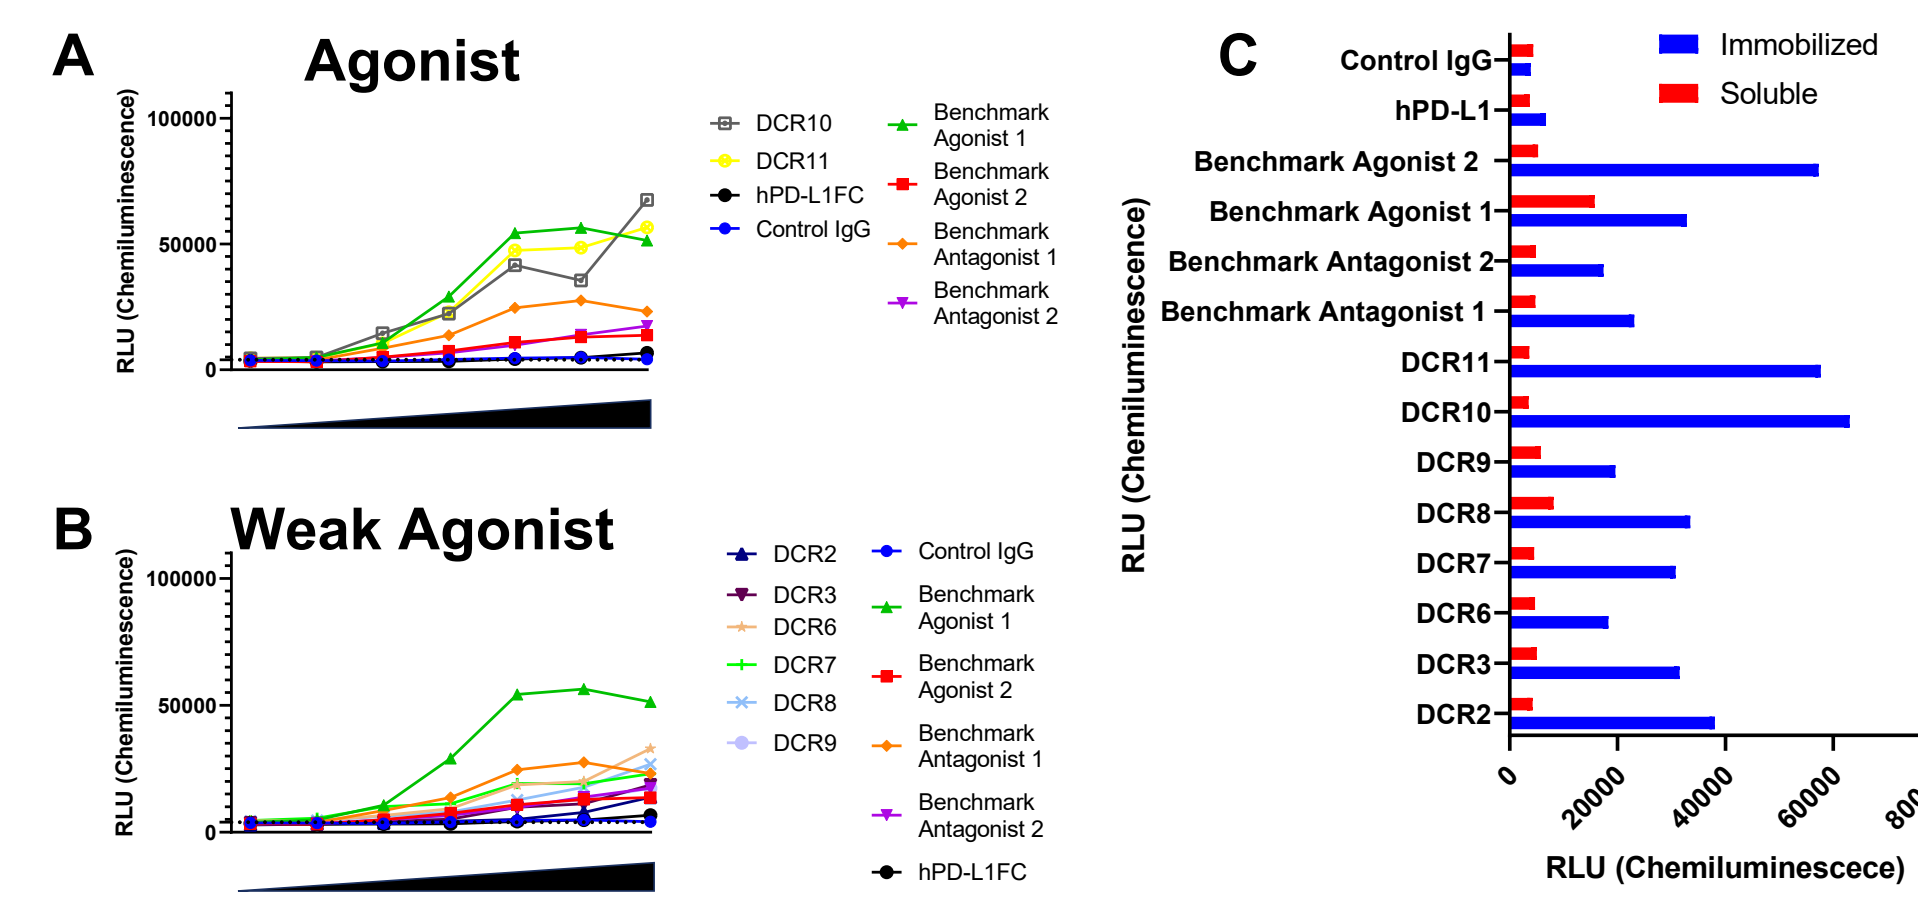 A
Agonist
RLU (Chemiluminescence)
100000
50000
0
DCR10
DCR11
hPD-L1FC
Control IgG
Benchmark
Agonist 1
Benchmark
Agonist 2
Benchmark
Antagonist 1
Benchmark
Antagonist 2
B
Weak Agonist
RLU (Chemiluminescence)
100000
50000
0
DCR2
DCR3
DCR6
DCR7
DCR8
DCR9
Control IgG
Benchmark
Agonist 1
Benchmark
Agonist 2
Benchmark
Antagonist 1
Benchmark
Antagonist 2
hPD-L1FC
C
Immobilized
Soluble
RLU (Chemiluminescence)
Control IgG
hPD-L1
Benchmark Agonist 2
Benchmark Agonist 1
Benchmark Antagonist 2
Benchmark Antagonist 1
DCR11
DCR10
DCR9
DCR8
DCR7
DCR6
DCR3
DCR2
0
20000
40000
60000
RLU (Chemiluminescece)